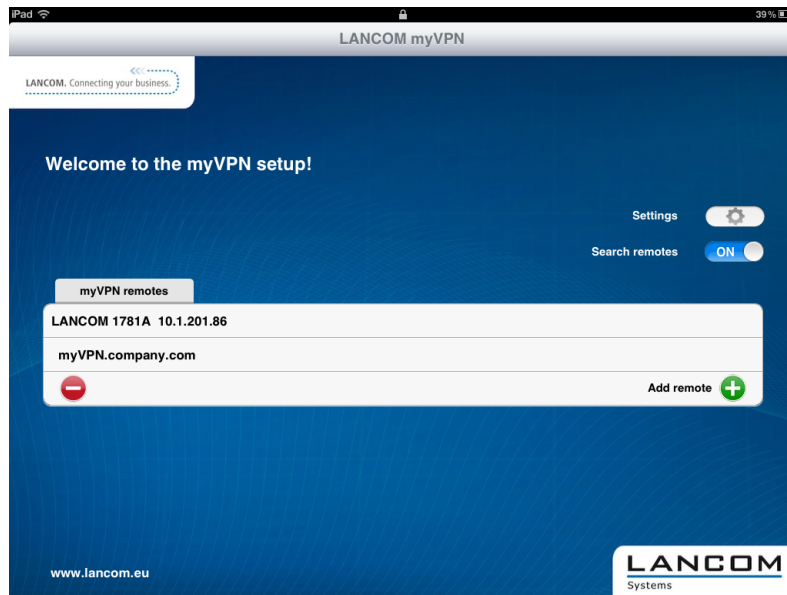 iPad 39 %
LANCOM myVPN
LANCOM. Connecting your business.
Welcome to the myVPN setup!
Settings
Search remotes ON
myVPN remotes
LANCOM 1781A 10.1.201.86
myVPN.company.com
Add remote
www.lancom.eu
LANCOM
Systems